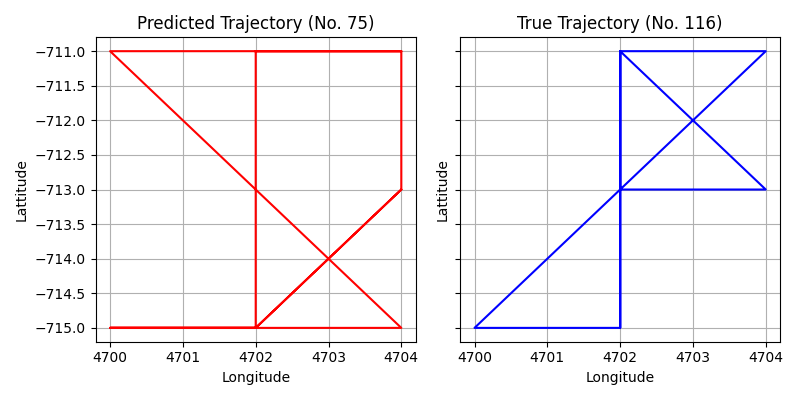 Predicted Trajectory (No. 75)
True Trajectory (No. 116)
Lattitude
−711.0
−711.5
−712.0
−712.5
−713.0
−713.5
−714.0
−714.5
−715.0
4700 4701 4702 4703 4704
Longitude
Lattitude
4700 4701 4702 4703 4704
Longitude